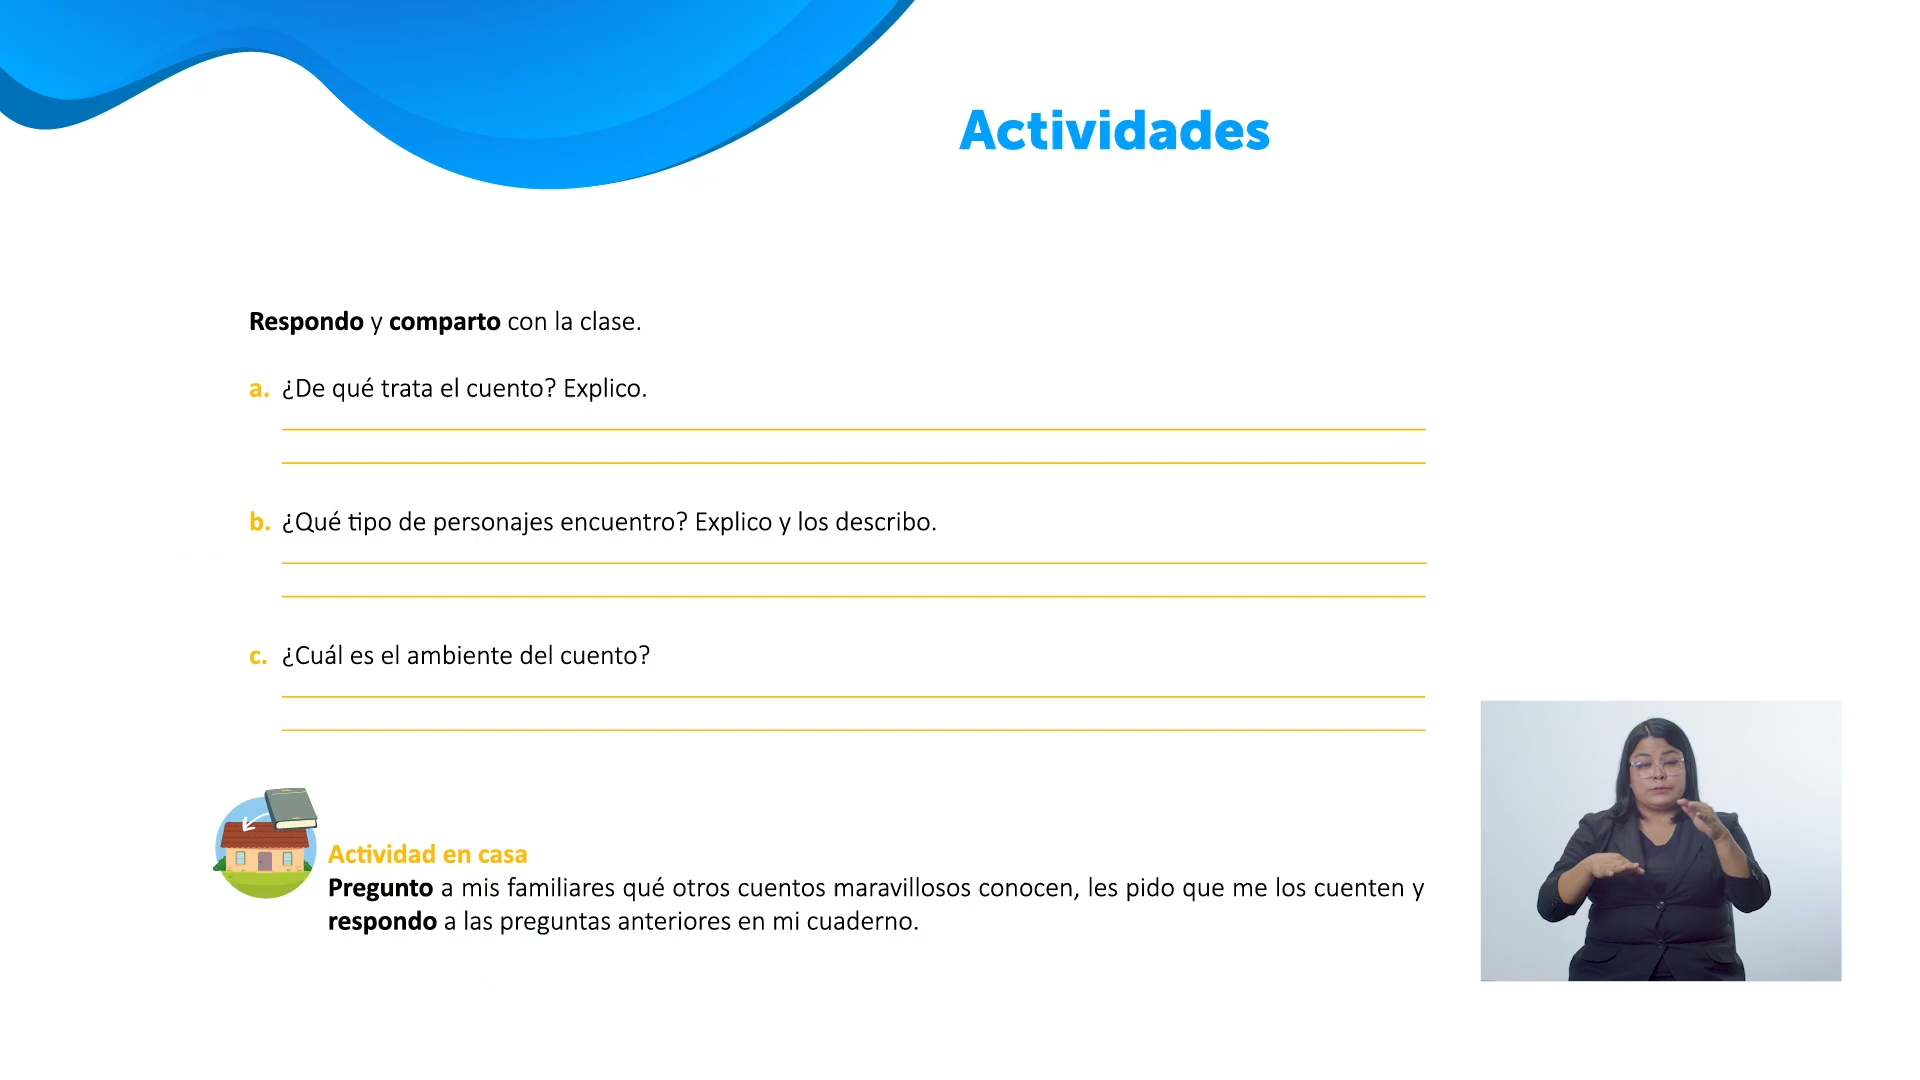 Actividades
Respondo y comparto con la clase.
a. ¿De qué trata el cuento? Explico.
b. ¿Qué tipo de personajes encuentro? Explico y los describo.
c. ¿Cuál es el ambiente del cuento?
Actividad en casa
Pregunto a mis familiares qué otros cuentos maravillosos conocen, les pido que me los cuenten y
respondo a las preguntas anteriores en mi cuaderno.